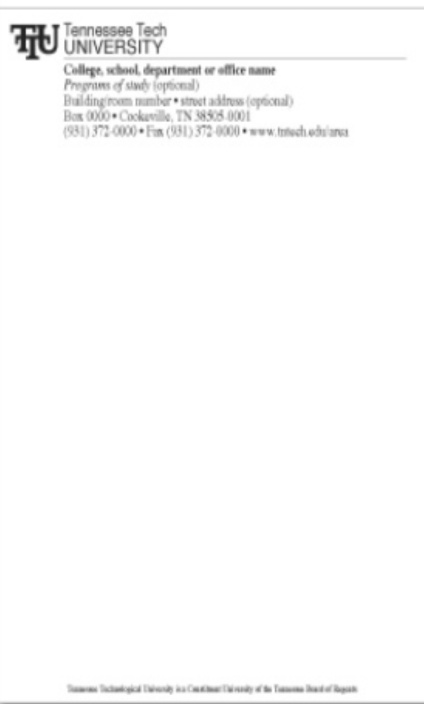 TTU Tennessee Tech
UNIVERSITY
College, school, department or office name
Programs of study (optional)
Building/room number • street address (optional)
Box 0000 • Cookeville, TN 38505-0001
(931) 372-0000 • Fax (931) 372-0000 • www.tntech.edu/area
Tennessee Technological University is a Constituent University of the Tennessee Board of Regents